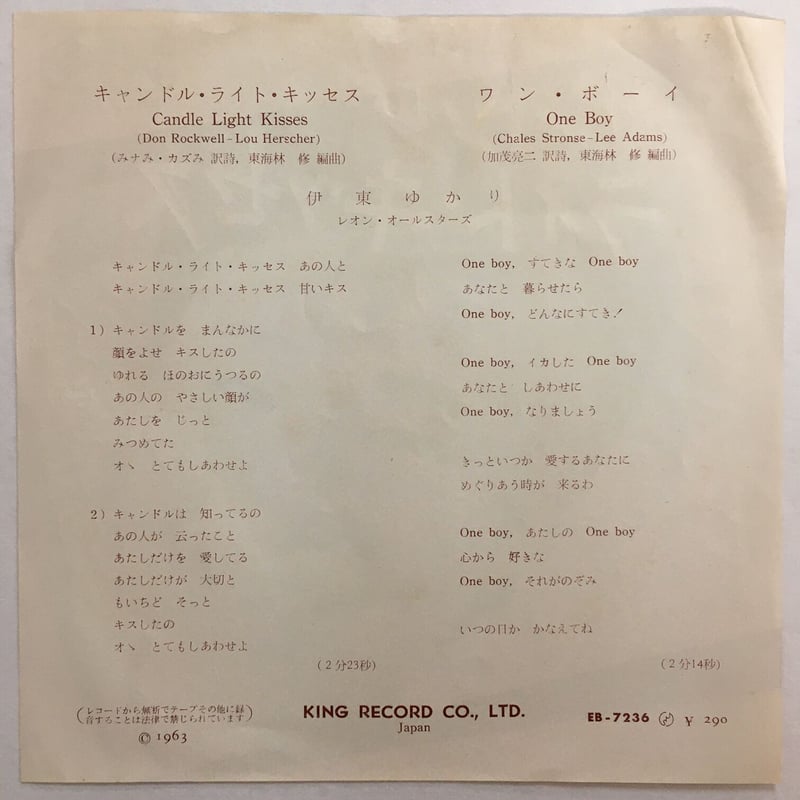 キャンドル・ライト・キッセス
Candle Light Kisses
(Don Rockwell-Lou Herscher)
(みナみ・カズみ 訳詩, 東海林 修 編曲)
ワン・ボーイ
One Boy
(Chales Stronse-Lee Adams)
(加茂亮二 訳詩, 東海林 修 編曲)
伊東ゆかり
レオン・オールスターズ
キャンドル・ライト・キッセス あの人と
キャンドル・ライト・キッセス 甘いキス
1) キャンドルを まんなかに
顔をよせ キスしたの
ゆれる ほのおにうつるの
あの人の やさしい顔が
あたしを じっと
みつめてた
オヽ とてもしあわせよ
2) キャンドルは 知ってるの
あの人が 云ったこと
あたしだけを 愛してる
あたしだけが 大切と
もいちど そっと
キスしたの
オヽ とてもしあわせよ
(2分23秒)
One boy, すてきな One boy
あなたと 暮らせたら
One boy, どんなにすてき!
One boy, イカした One boy
あなたと しあわせに
One boy, なりましょう
きっといつか 愛するあなたに
めぐりあう時が 来るわ
One boy, あたしの One boy
心から 好きな
One boy, それがのぞみ
いつの日か かなえてね
(2分14秒)
(レコードから無断でテープその他に録
音することは法律で禁じられています)
© 1963
KING RECORD CO., LTD.
Japan
EB-7236 ¥ 290